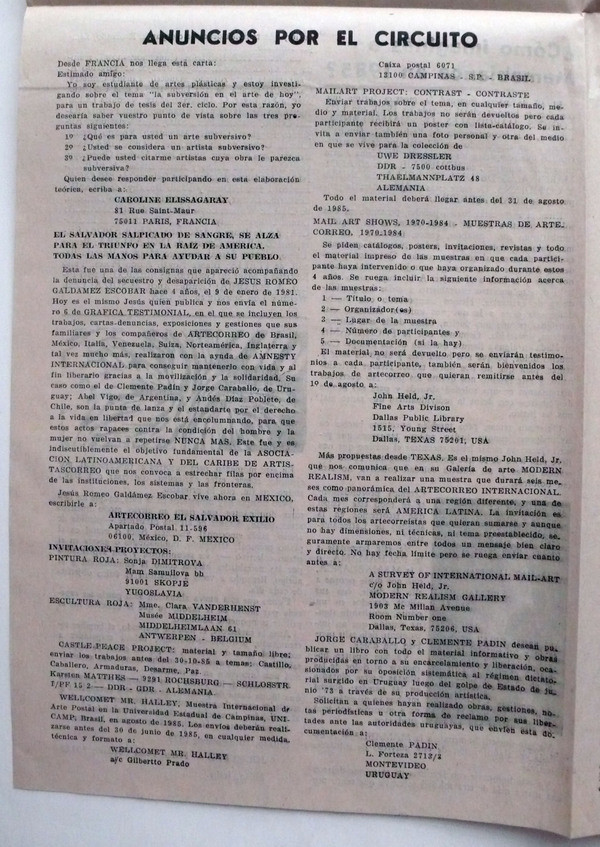 ANUNCIOS POR EL CIRCUITO
Desde FRANCIA nos llega esta carta:
Estimado amigo:
Yo soy estudiante de artes plásticas y estoy investi-
gando sobre el tema "la subversión en el arte de hoy",
para un trabajo de tesis del 3er. ciclo. Por esta razón, yo
desearía saber vuestro punto de vista sobre las tres pre-
guntas siguientes:
1º ¿Qué es para usted un arte subversivo?
2º ¿Usted se considera un artista subversivo?
3º ¿Puede usted citarme artistas cuya obra le parezca
subversiva?
Quien desee responder participando en esta elaboración
teórica, escriba a:
CAROLINE ELISSAGARAY
81 Rue Saint-Maur
75011 PARIS, FRANCIA
EL SALVADOR SALPICADO DE SANGRE, SE ALZA
PARA EL TRIUNFO EN LA RAIZ DE AMERICA.
TODAS LAS MANOS PARA AYUDAR A SU PUEBLO.
Esta fue una de las consignas que apareció acompañando
la denuncia del secuestro y desaparición de JESUS ROMEO
GALDAMEZ ESCOBAR hace 4 años, el 9 de enero de 1981.
Hoy es el mismo Jesús quien publica y nos envía el núme-
ro 6 de GRAFICA TESTIMONIAL, en el que se incluyen los
trabajos, cartas-denuncias, exposiciones y gestiones que sus
familiares y los compañeros de ARTECORREO de Brasil,
México, Italia, Venezuela, Suiza, Norteamérica, Inglaterra y
tal vez mucho más, realizaron con la ayuda de AMNESTY
INTERNACIONAL para conseguir mantenerlo con vida y al
fin liberarlo gracias a la movilización y la solidaridad. Su
caso como el de Clemente Padín y Jorge Caraballo, de Uru-
guay; Abel Vigo, de Argentina, y Andés Díaz Poblete, de
Chile, son la punta de lanza y el estandarte por el derecho
a la vida en libertad que nos está encolumnando, para que
estos actos rapaces contra la condición del hombre y la
mujer no vuelvan a repetirse NUNCA MAS. Este fue y es
indiscutiblemente el objetivo fundamental de la ASOCIA-
CION LATINOAMERICANA Y DEL CARIBE DE ARTIS-
TASCORREO que nos convoca a estrechar filas por encima
de las instituciones, los sistemas y las fronteras.
Jesús Romeo Galdámez Escobar vive ahora en MEXICO,
escribirle a:
ARTECORREO EL SALVADOR EXILIO
Apartado Postal 11-596
06100, México, D. F. MEXICO
INVITACIONES-PROYECTOS:
PINTURA ROJA: Sonja DIMITROVA
Mam Samuilova bb
91001 SKOPJE
YUGOSLAVIA
ESCULTURA ROJA: Mme. Clara VANDERHENST
Musée MIDDELHEIM
MIDDELHEIMLAAN 61
ANTWERPEN - BELGIUM
CASTLE-PEACE PROJECT: material y tamaño libre;
enviar los trabajos antes del 30-10-85 a temas: Castillo,
Caballero, Armaduras, Desarme, Paz.
Karsten MATTHES — 9291 ROCHSBURG — SCHLOSSTR.
T/PF 15 2 — DDR - GDR - ALEMANIA.
WELLCOMET MR. HALLEY, Muestra Internacional de
Arte Postal en la Universidad Estadual de Campinas, UNI-
CAMP, Brasil, en agosto de 1985. Los envíos deberán reali-
zarse antes del 30 de junio de 1985, en cualquier medida,
técnica y formato a:
WELLCOMET MR. HALLEY
a/c Gilbertto Prado
Caixa postal 6071
13100 CAMPINAS - S.P. - BRASIL
MAILART PROJECT: CONTRAST - CONTRASTE
Enviar trabajos sobre el tema, en cualquier tamaño, me-
dio y material. Los trabajos no serán devueltos pero cada
participante recibirá un poster con lista-catálogo. Se in-
vita a enviar también una foto personal y otra del medio
en que se vive para la colección de
UWE DRESSLER
DDR - 7500 cottbus
THAELMANNPLATZ 48
ALEMANIA
Todo el material deberá llegar antes del 31 de agosto
de 1985.
MAIL ART SHOWS, 1970-1984 - MUESTRAS DE ARTE-
CORREO, 1970-1984
Se piden catálogos, posters, invitaciones, revistas y todo
el material impreso de las muestras en que cada partici-
pante haya intervenido o que haya organizado durante estos
4 años. Se ruega incluir la siguiente información acerca
de las muestras:
1 — Título o tema
2 — Organizador(es)
3 — Lugar de la muestra
4 — Número de participantes y
5 — Documentación (si la hay)
El material no será devuelto pero se enviarán testimo-
nios a cada participante, también serán bienvenidos los
trabajos de artecorreo que quieran remitirse antes del
1º de agosto a:
John Held, Jr.
Fine Arts Divison
Dallas Public Library
1515, Young Street
Dallas, TEXAS 75201, USA
Más propuestas desde TEXAS. Es el mismo John Held, Jr.
que nos comunica que en su Galería de arte MODERN
REALISM, van a realizar una muestra que durará seis me-
ses como panorámica del ARTECORREO INTERNACIONAL.
Cada mes corresponderá a una región diferente, y una de
estas regiones será AMERICA LATINA. La invitación es
para todos los artecorreistas que quieran sumarse y aunque
no hay dimensiones, ni técnicas, ni tema preestablecido, se-
guramente armaremos entre todos un mensaje bien claro
y directo. No hay fecha límite pero se ruega enviar cuanto
antes a:
A SURVEY OF INTERNATIONAL MAIL-ART
c/o John Held, Jr.
MODERN REALISM GALLERY
1903 Mc Millan Avenue
Room Number one
Dallas, Texas, 75206, USA
JORGE CARABALLO y CLEMENTE PADIN desean pu-
blicar un libro con todo el material informativo y obras
producidas en torno a su encarcelamiento y liberación, oca-
sionados por su oposición sistemática al régimen dictato-
rial surgido en Uruguay luego del golpe de Estado de ju-
nio '73 a través de su producción artística.
Solicitan a quienes hayan realizado obras, gestiones, no-
tas periodísticas u otra forma de reclamo por sus liber-
tades ante las autoridades uruguayas, que envíen esta do-
cumentación a:
Clemente PADIN
L. Forteza 2713/2
MONTEVIDEO
URUGUAY